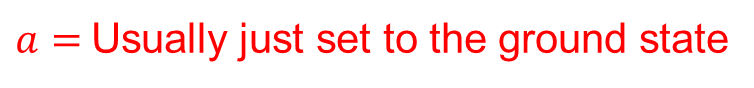 a = Usually just set to the ground state